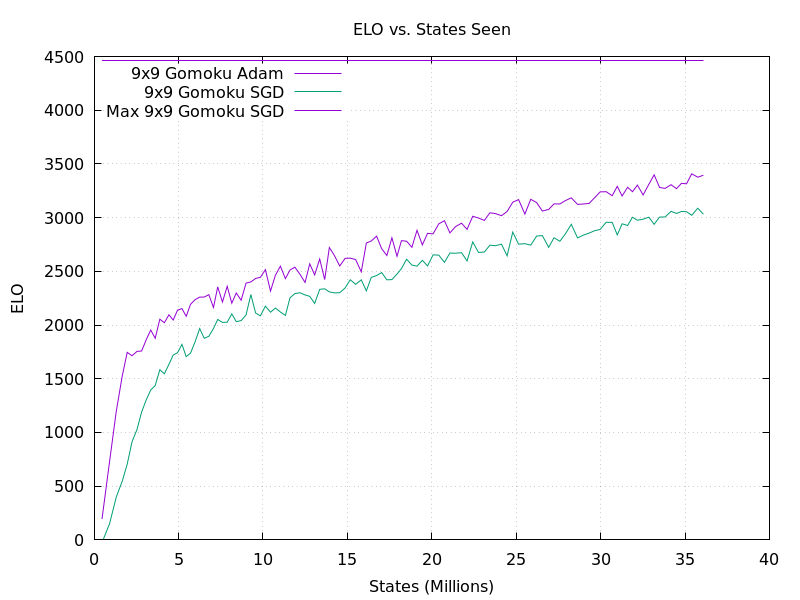 ELO vs. States Seen
4500
4000
3500
3000
2500
2000
1500
1000
500
0
ELO
9x9 Gomoku Adam
9x9 Gomoku SGD
Max 9x9 Gomoku SGD
0 5 10 15 20 25 30 35 40
States (Millions)